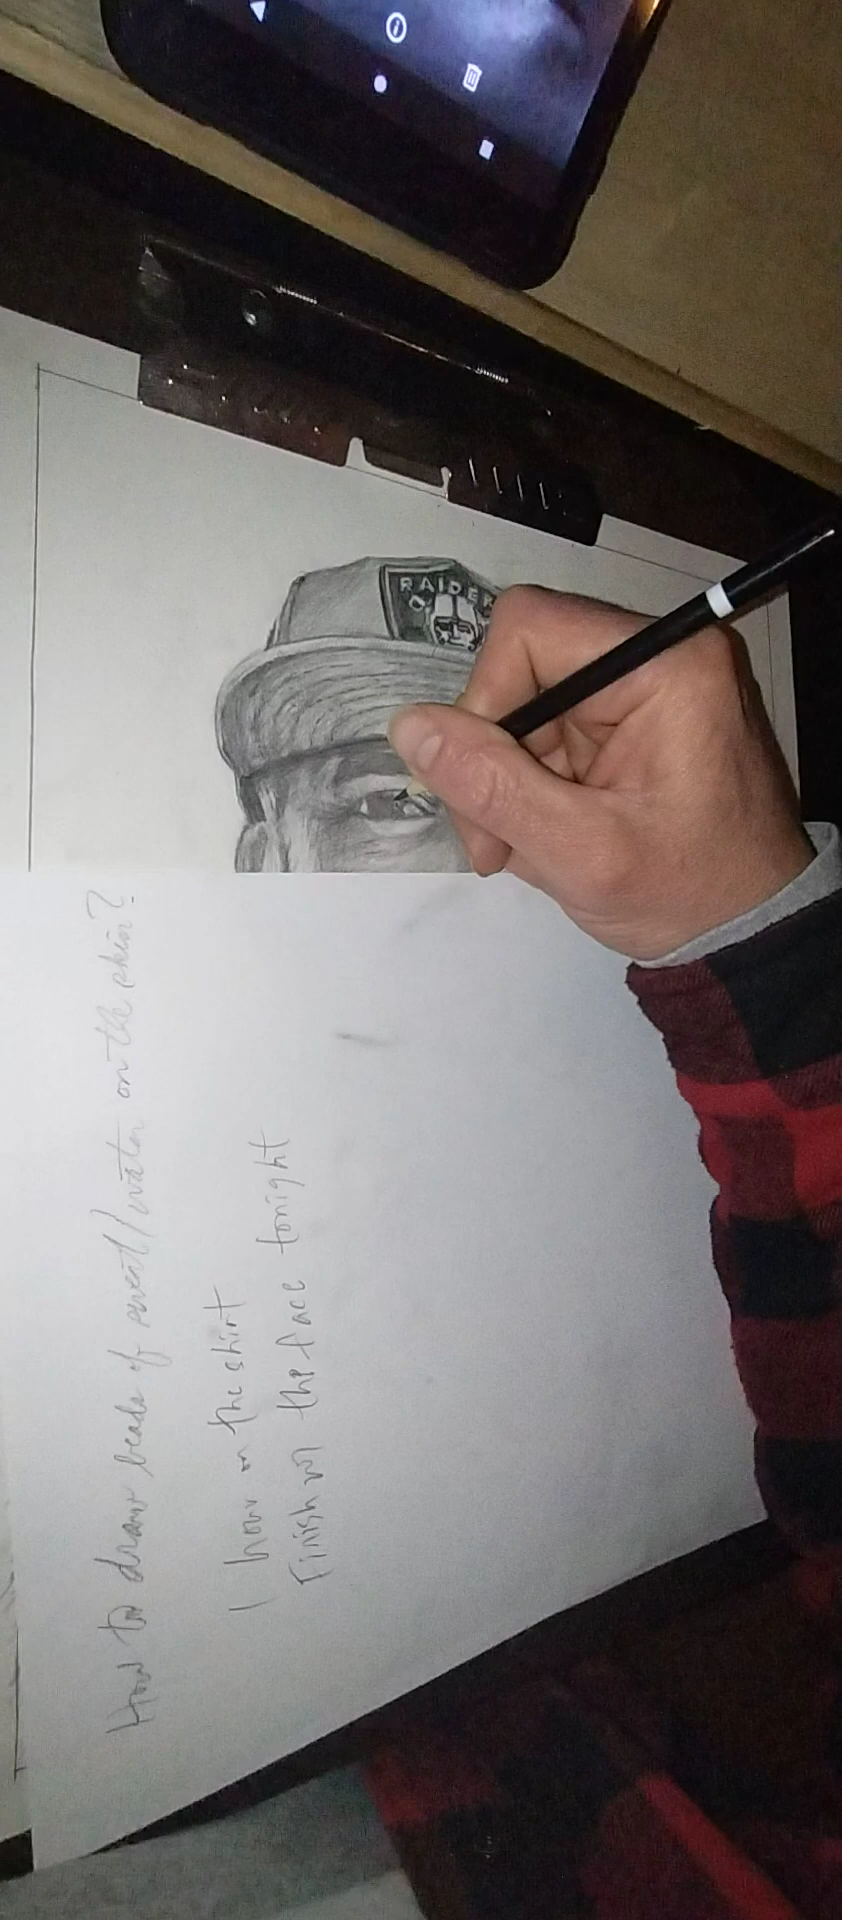 RAIDER
How to draw beads of sweat/water on the skin?
1 hour on the shirt
Finish w/ the face tonight